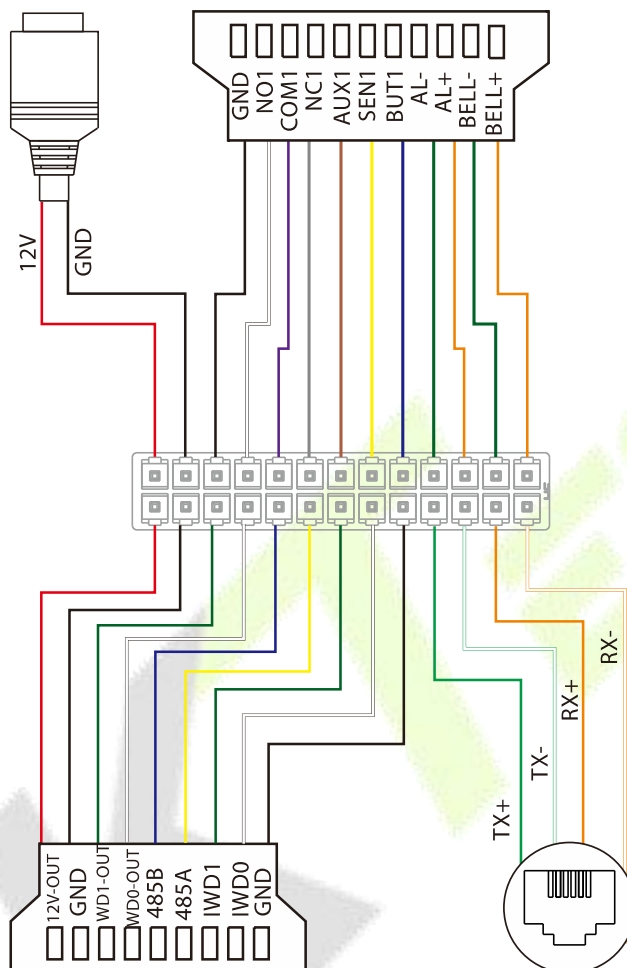 GND
NO1
COM1
NC1
AUX1
SEN1
BUT1
AL-
AL+
BELL-
BELL+
12V
GND
12V-OUT
GND
WD1-OUT
WD0-OUT
485B
485A
IWD1
IWD0
GND
TX+
TX-
RX+
RX-